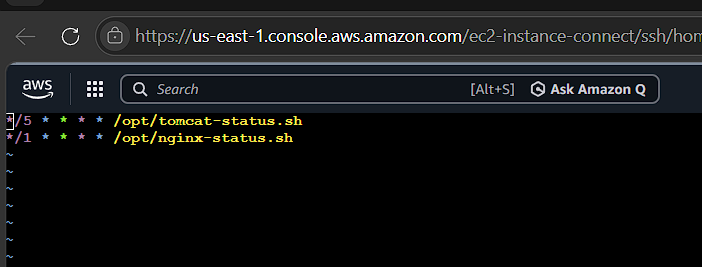 https://us-east-1.console.aws.amazon.com/ec2-instance-connect/ssh/hom
aws Search [Alt+S] Ask Amazon Q
*/5 * * * * /opt/tomcat-status.sh
*/1 * * * * /opt/nginx-status.sh
~
~
~
~
~
~
~